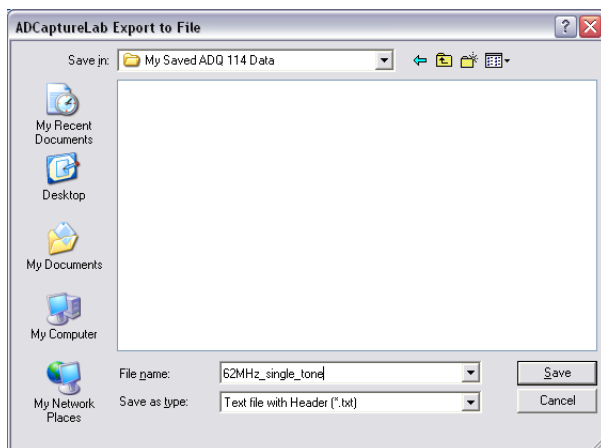 ADCaptureLab Export to File
Save in:
My Saved ADQ 114 Data
My Recent
Documents
Desktop
My Documents
My Computer
My Network
Places
File name:
62MHz_single_tone
Save
Save as type:
Text file with Header (*.txt)
Cancel